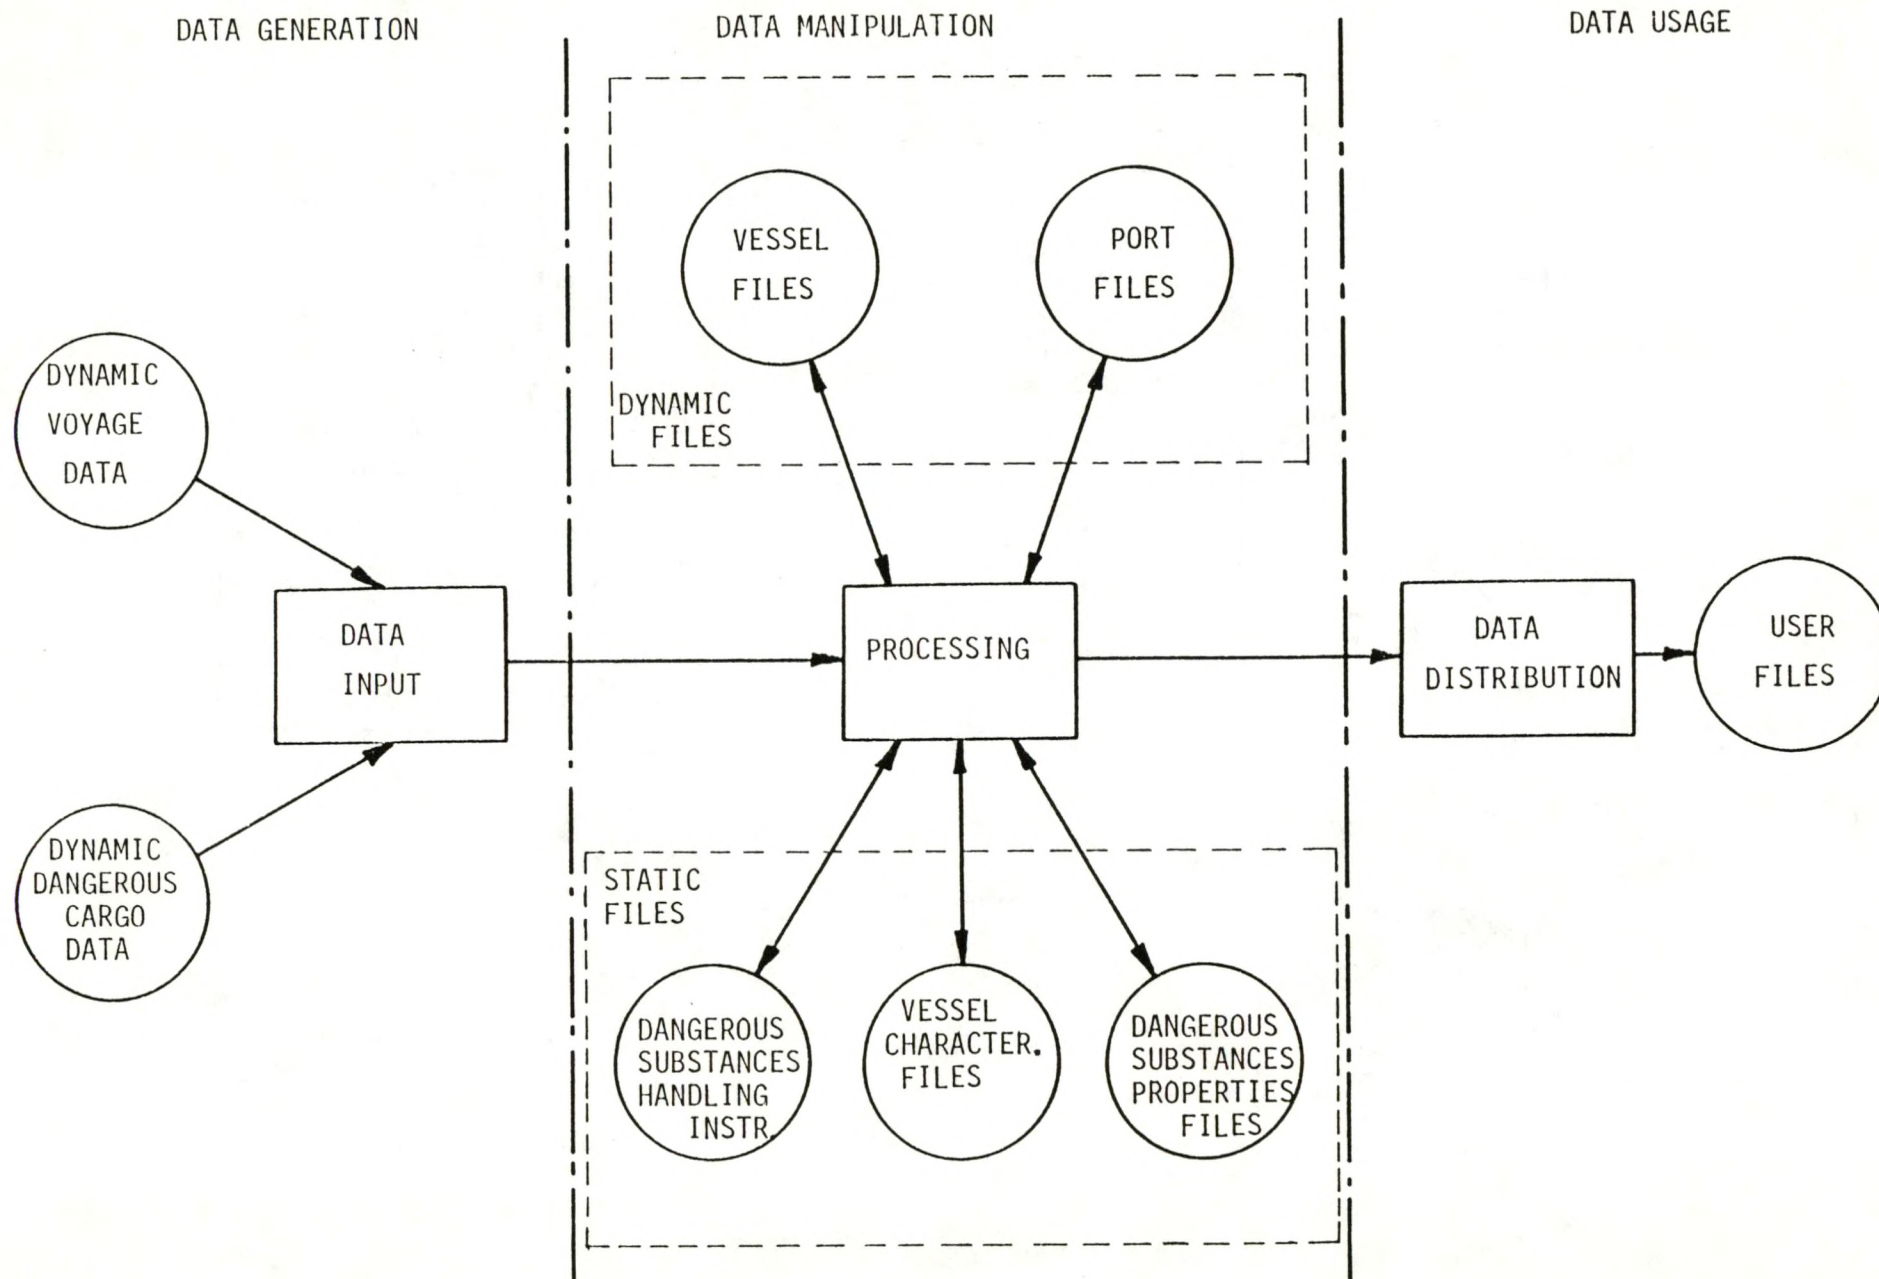 DATA GENERATION
DATA MANIPULATION
DATA USAGE
VESSEL
FILES
PORT
FILES
DYNAMIC
FILES
DYNAMIC
VOYAGE
DATA
DATA
INPUT
PROCESSING
DATA
DISTRIBUTION
USER
FILES
DYNAMIC
DANGEROUS
CARGO
DATA
STATIC
FILES
DANGEROUS
SUBSTANCES
HANDLING
INSTR.
VESSEL
CHARACTER.
FILES
DANGEROUS
SUBSTANCES
PROPERTIES
FILES